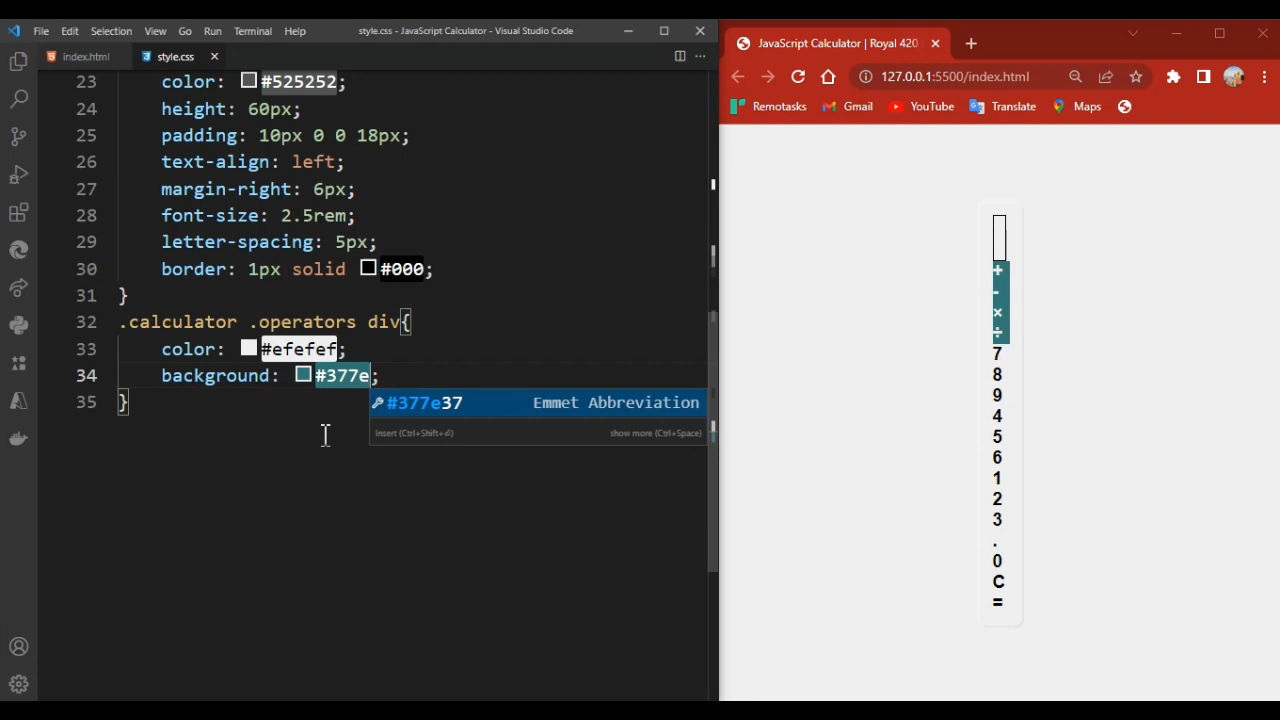 File Edit Selection View Go Run Terminal Help
style.css - JavaScript Calculator - Visual Studio Code
index.html
style.css
23 color: #525252;
24 height: 60px;
25 padding: 10px 0 0 18px;
26 text-align: left;
27 margin-right: 6px;
28 font-size: 2.5rem;
29 letter-spacing: 5px;
30 border: 1px solid #000;
31 }
32 .calculator .operators div{
33 color: #efefef;
34 background: #377e;
35 }
#377e37 Emmet Abbreviation
Insert (Ctrl+Shift+⏎) show more (Ctrl+Space)
JavaScript Calculator | Royal 420
127.0.0.1:5500/index.html
Remotasks Gmail YouTube Translate Maps
+
-
×
÷
7
8
9
4
5
6
1
2
3
.
0
C
=